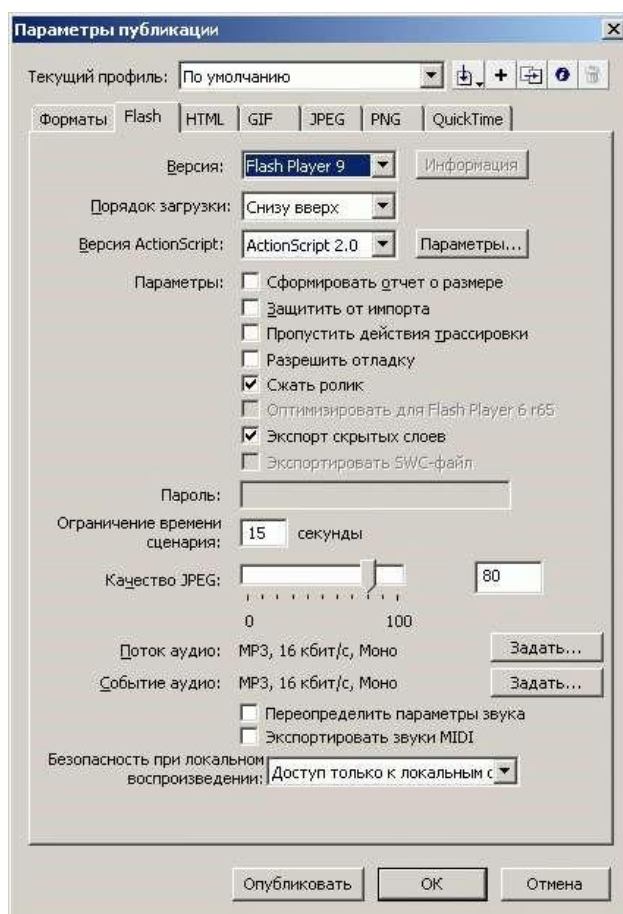 Параметры публикации
Текущий профиль: По умолчанию
Форматы Flash HTML GIF JPEG PNG QuickTime
Версия: Flash Player 9 Информация
Порядок загрузки: Снизу вверх
Версия ActionScript: ActionScript 2.0 Параметры...
Параметры: Сформировать отчет о размере
Защитить от импорта
Пропустить действия трассировки
Разрешить отладку
Сжать ролик
Оптимизировать для Flash Player 6 r65
Экспорт скрытых слоев
Экспортировать SWC-файл
Пароль:
Ограничение времени
сценария: 15 секунды
Качество JPEG: 80
0 100
Поток аудио: MP3, 16 кбит/с, Моно Задать...
Событие аудио: MP3, 16 кбит/с, Моно Задать...
Переопределить параметры звука
Экспортировать звуки MIDI
Безопасность при локальном
воспроизведении: Доступ только к локальным с
Опубликовать ОК Отмена